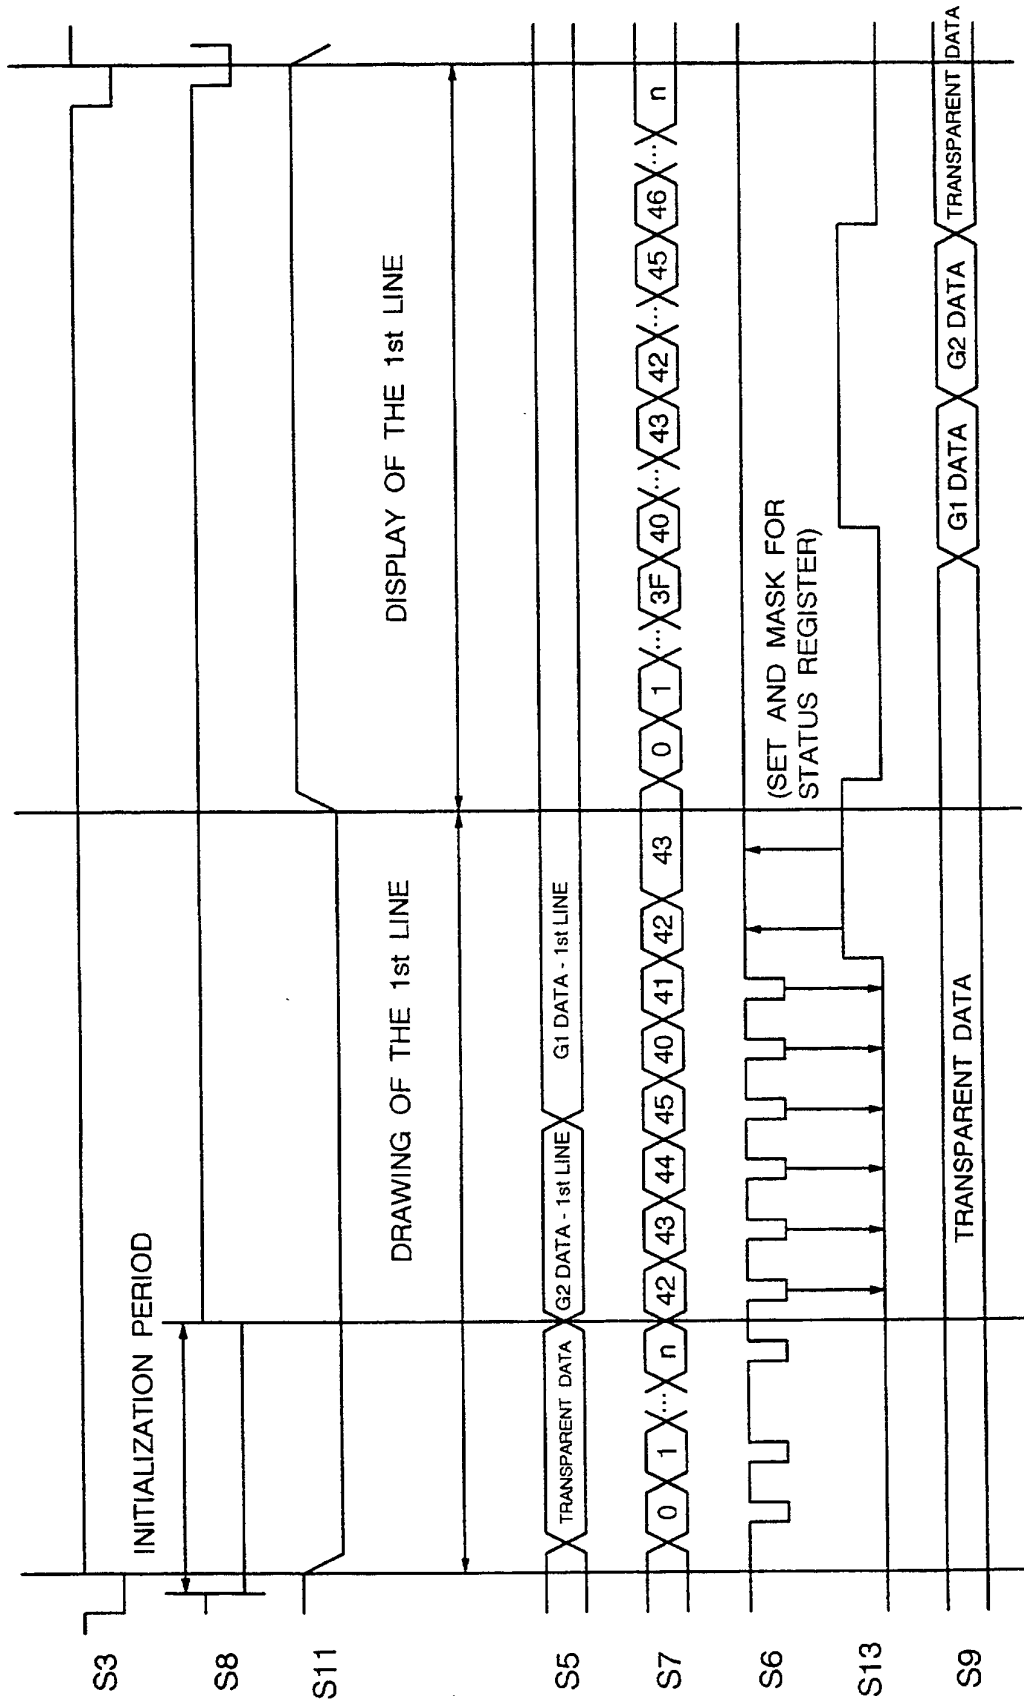 S3
INITIALIZATION PERIOD
S8
S11
DRAWING OF THE 1st LINE
DISPLAY OF THE 1st LINE
S5
TRANSPARENT DATA
G2 DATA - 1st LINE
G1 DATA - 1st LINE
S7
0 1 ... n 42 43 44 45 40 41 42 43 0 1 ... 3F 40 ... 43 42 ... 45 46 ... n
S6
(SET AND MASK FOR
STATUS REGISTER)
S13
S9
TRANSPARENT DATA
G1 DATA
G2 DATA
TRANSPARENT DATA